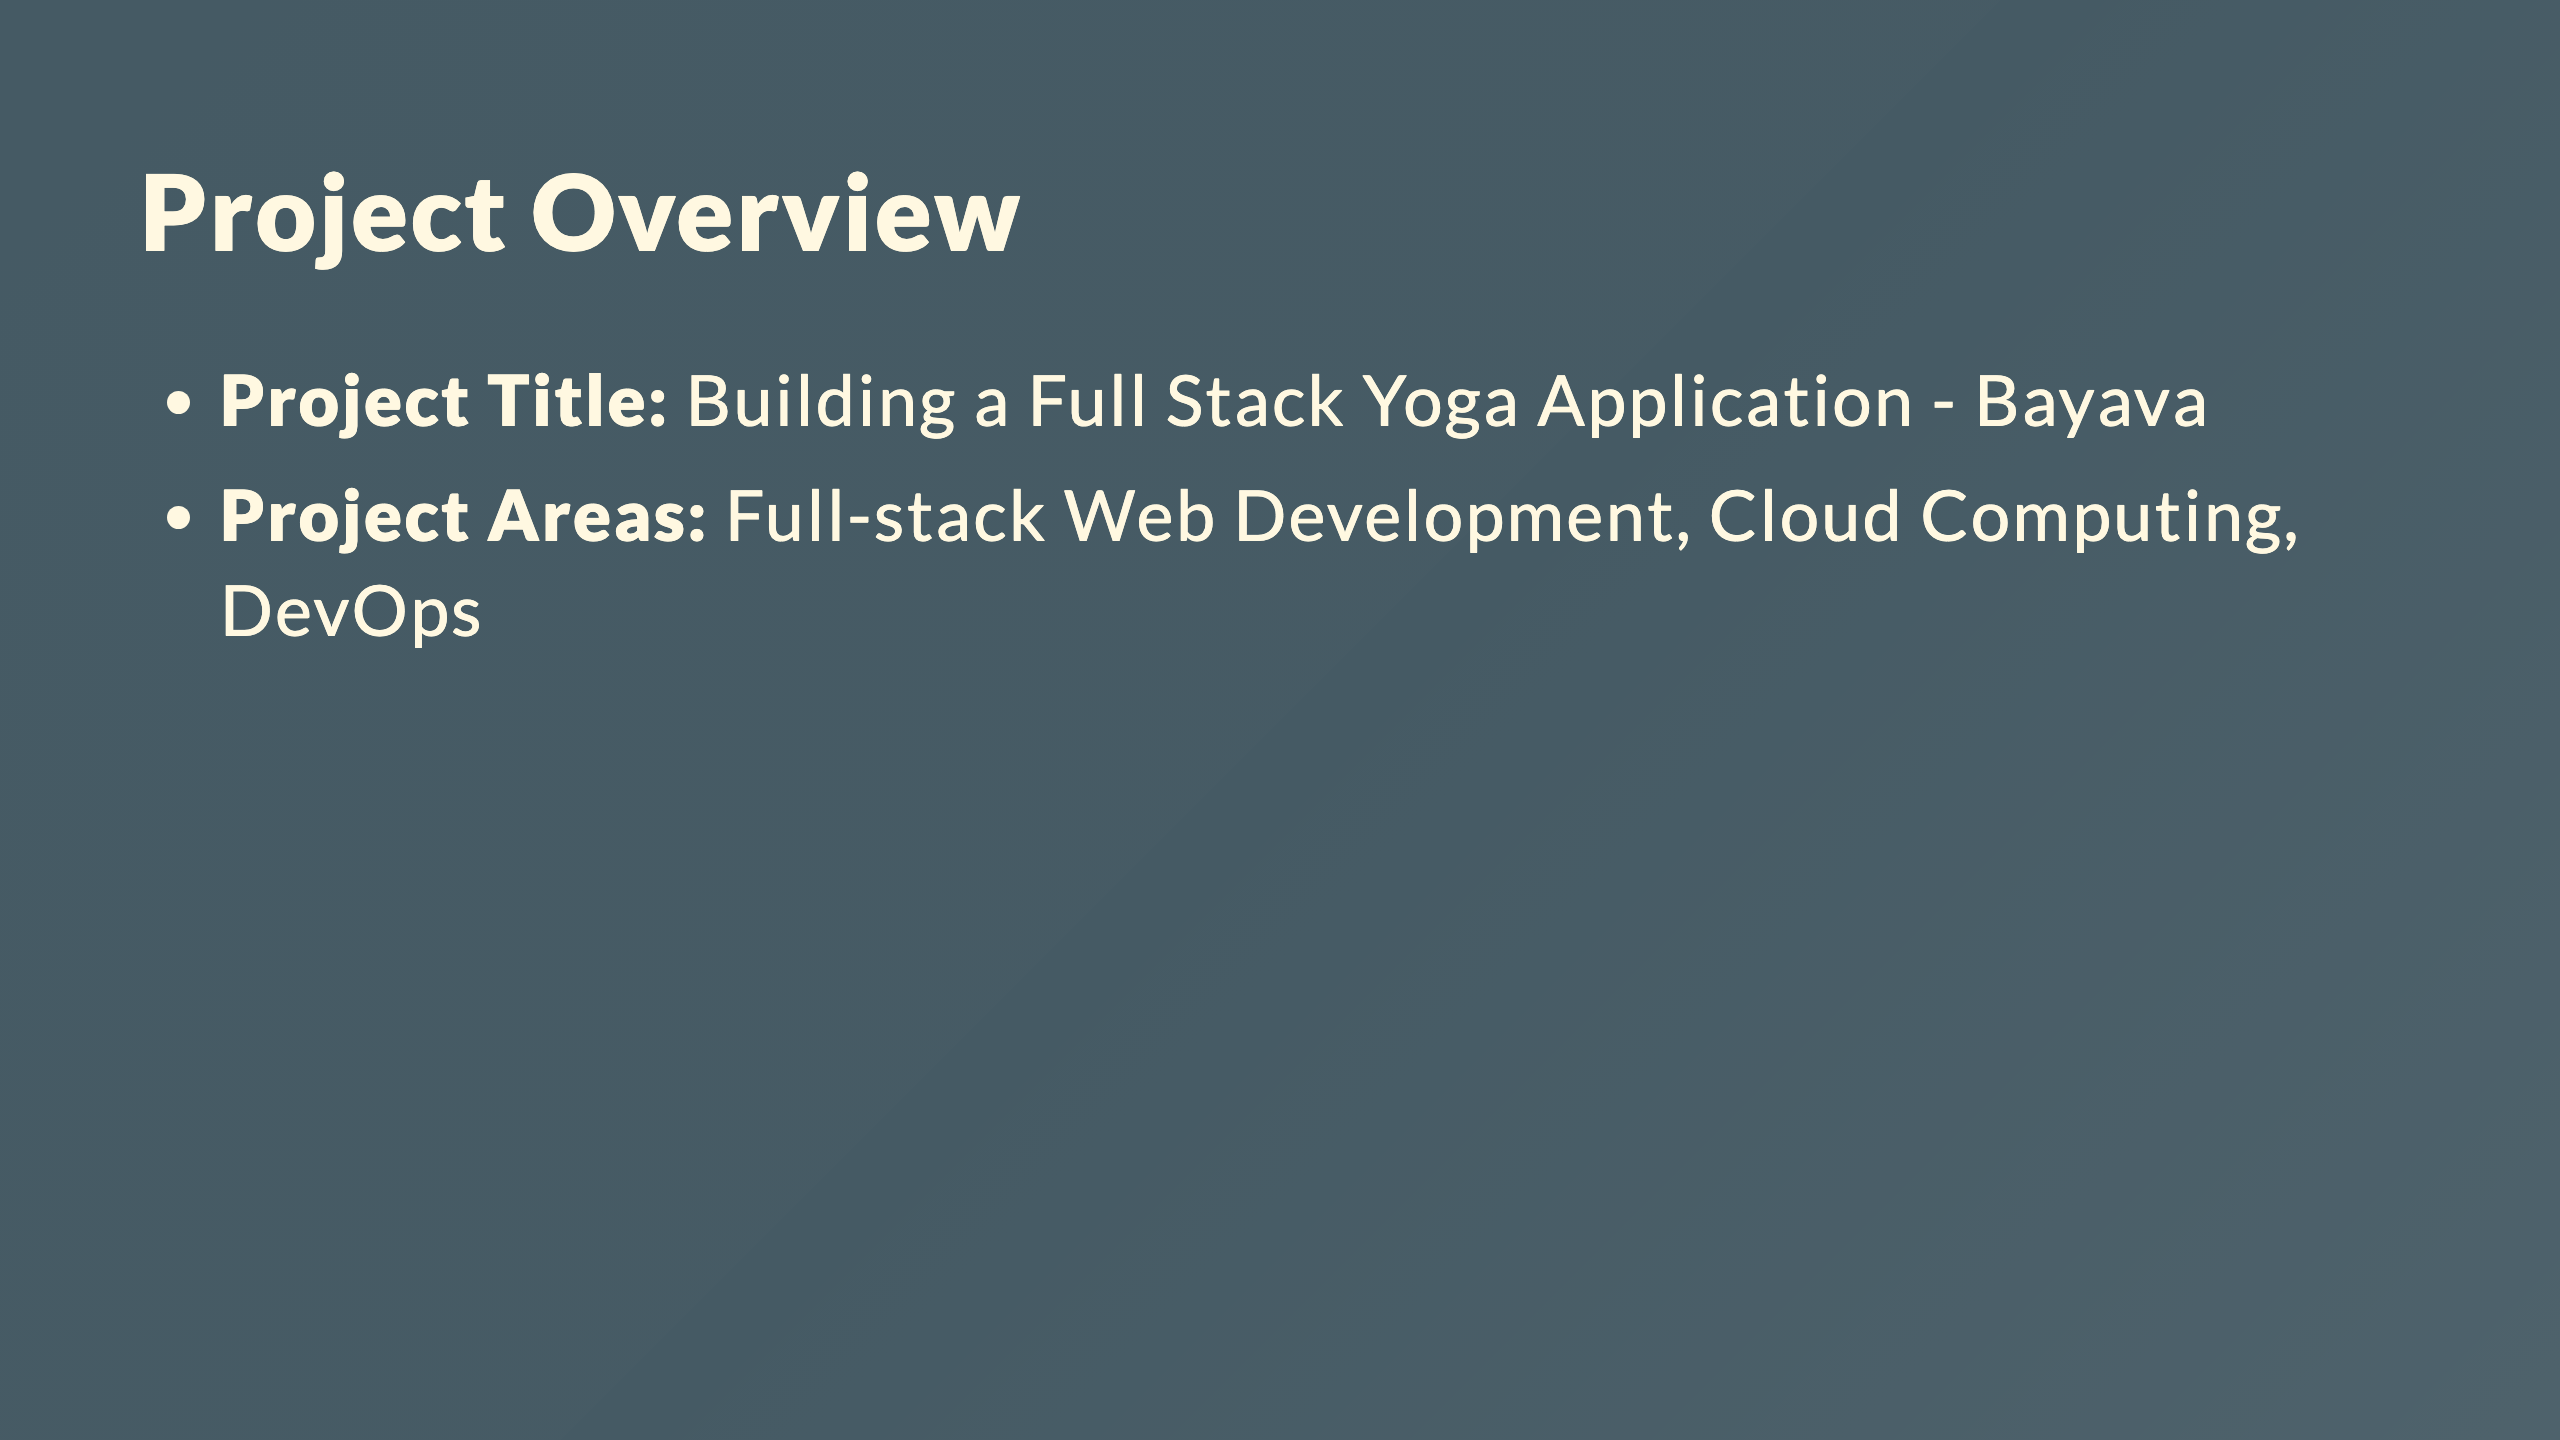 Project Overview
• Project Title: Building a Full Stack Yoga Application - Bayava
• Project Areas: Full-stack Web Development, Cloud Computing,
DevOps